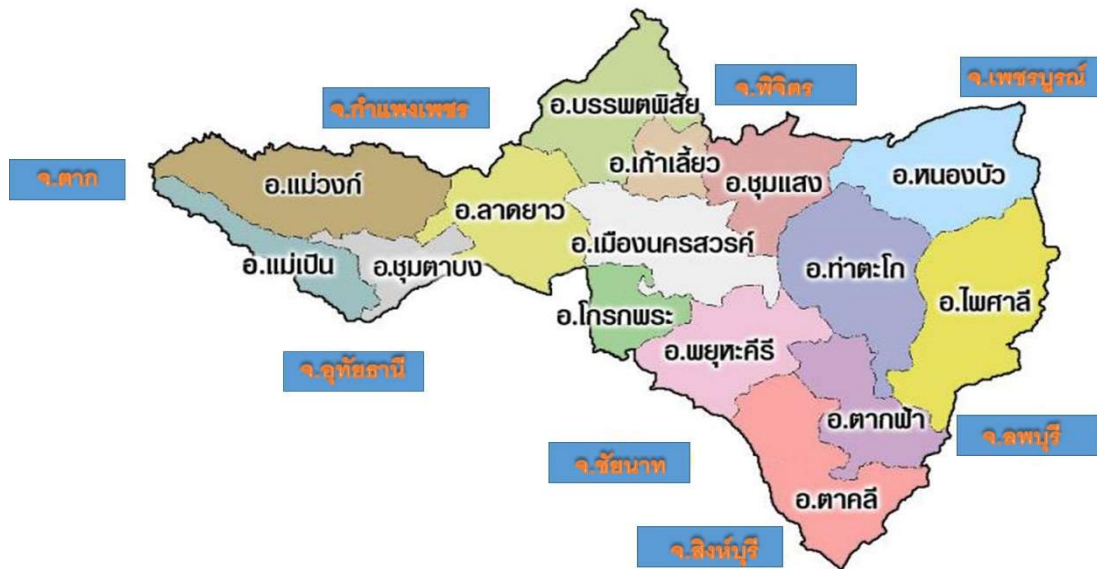 จ.เพชรบูรณ์
จ.พิจิตร
จ.กำแพงเพชร
อ.บรรพตพิสัย
อ.เก้าเลี้ยว
จ.ตาก
อ.แม่วงก์
อ.ชุมแสง
อ.หนองบัว
อ.ลาดยาว
อ.เมืองนครสวรรค์
อ.แม่เปิน
อ.ชุมตาบง
อ.ท่าตะโก
อ.ไพศาลี
อ.โกรกพระ
อ.พยุหะคีรี
จ.อุทัยธานี
อ.ตากฟ้า
จ.ลพบุรี
จ.ชัยนาท
อ.ตาคลี
จ.สิงห์บุรี